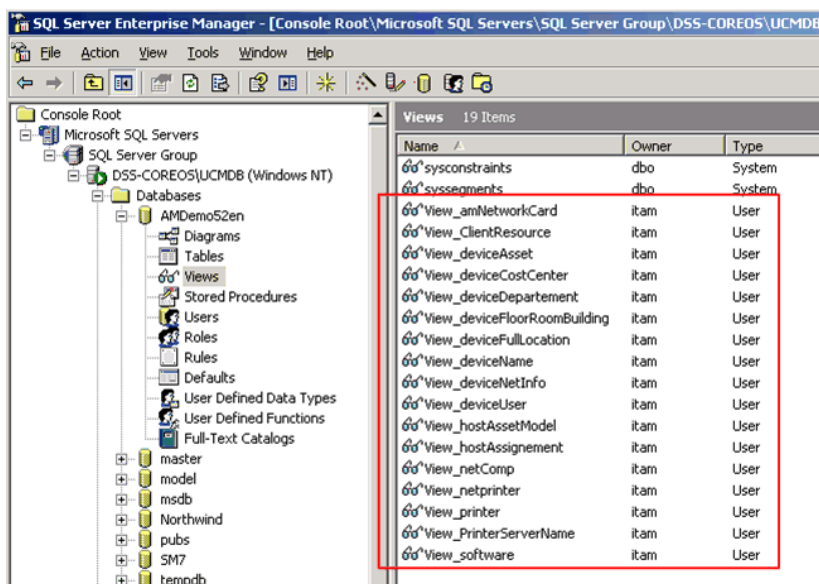 SQL Server Enterprise Manager - [Console Root\Microsoft SQL Servers\SQL Server Group\DSS-COREOS\UCMDB
File Action View Tools Window Help
Console Root
Microsoft SQL Servers
SQL Server Group
DSS-COREOS\UCMDB (Windows NT)
Databases
AMDemo52en
Diagrams
Tables
Views
Stored Procedures
Users
Roles
Rules
Defaults
User Defined Data Types
User Defined Functions
Full-Text Catalogs
master
model
msdb
Northwind
pubs
SM7
tempdb
Views 19 Items
Name Owner Type
sysconstraints dbo System
syssegments dbo System
View_amNetworkCard itam User
View_ClientResource itam User
View_deviceAsset itam User
View_deviceCostCenter itam User
View_deviceDepartement itam User
View_deviceFloorRoomBuilding itam User
View_deviceFullLocation itam User
View_deviceName itam User
View_deviceNetInfo itam User
View_deviceUser itam User
View_hostAssetModel itam User
View_hostAssignement itam User
View_netComp itam User
View_netprinter itam User
View_printer itam User
View_PrinterServerName itam User
View_software itam User